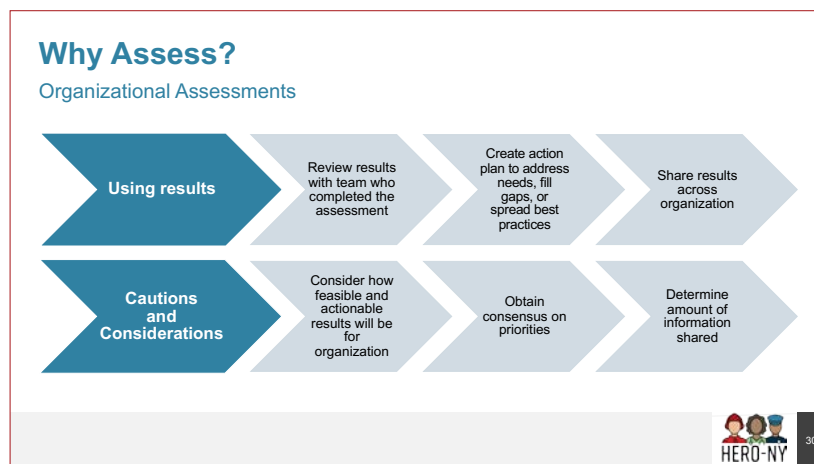 Why Assess?
Organizational Assessments
Using results
Review results
with team who
completed the
assessment
Create action
plan to address
needs, fill
gaps, or
spread best
practices
Share results
across
organization
Cautions
and
Considerations
Consider how
feasible and
actionable
results will be
for
organization
Obtain
consensus on
priorities
Determine
amount of
information
shared
HERO-NY
30